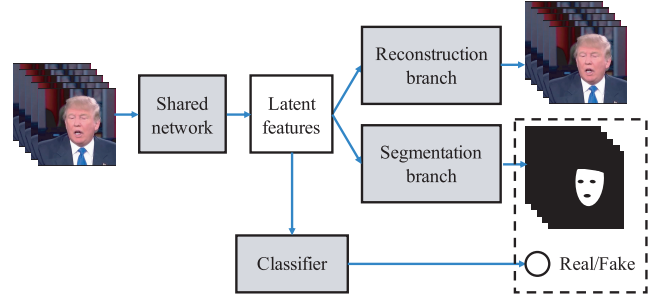 Reconstruction
branch
Shared
network
Latent
features
Segmentation
branch
Classifier
Real/Fake